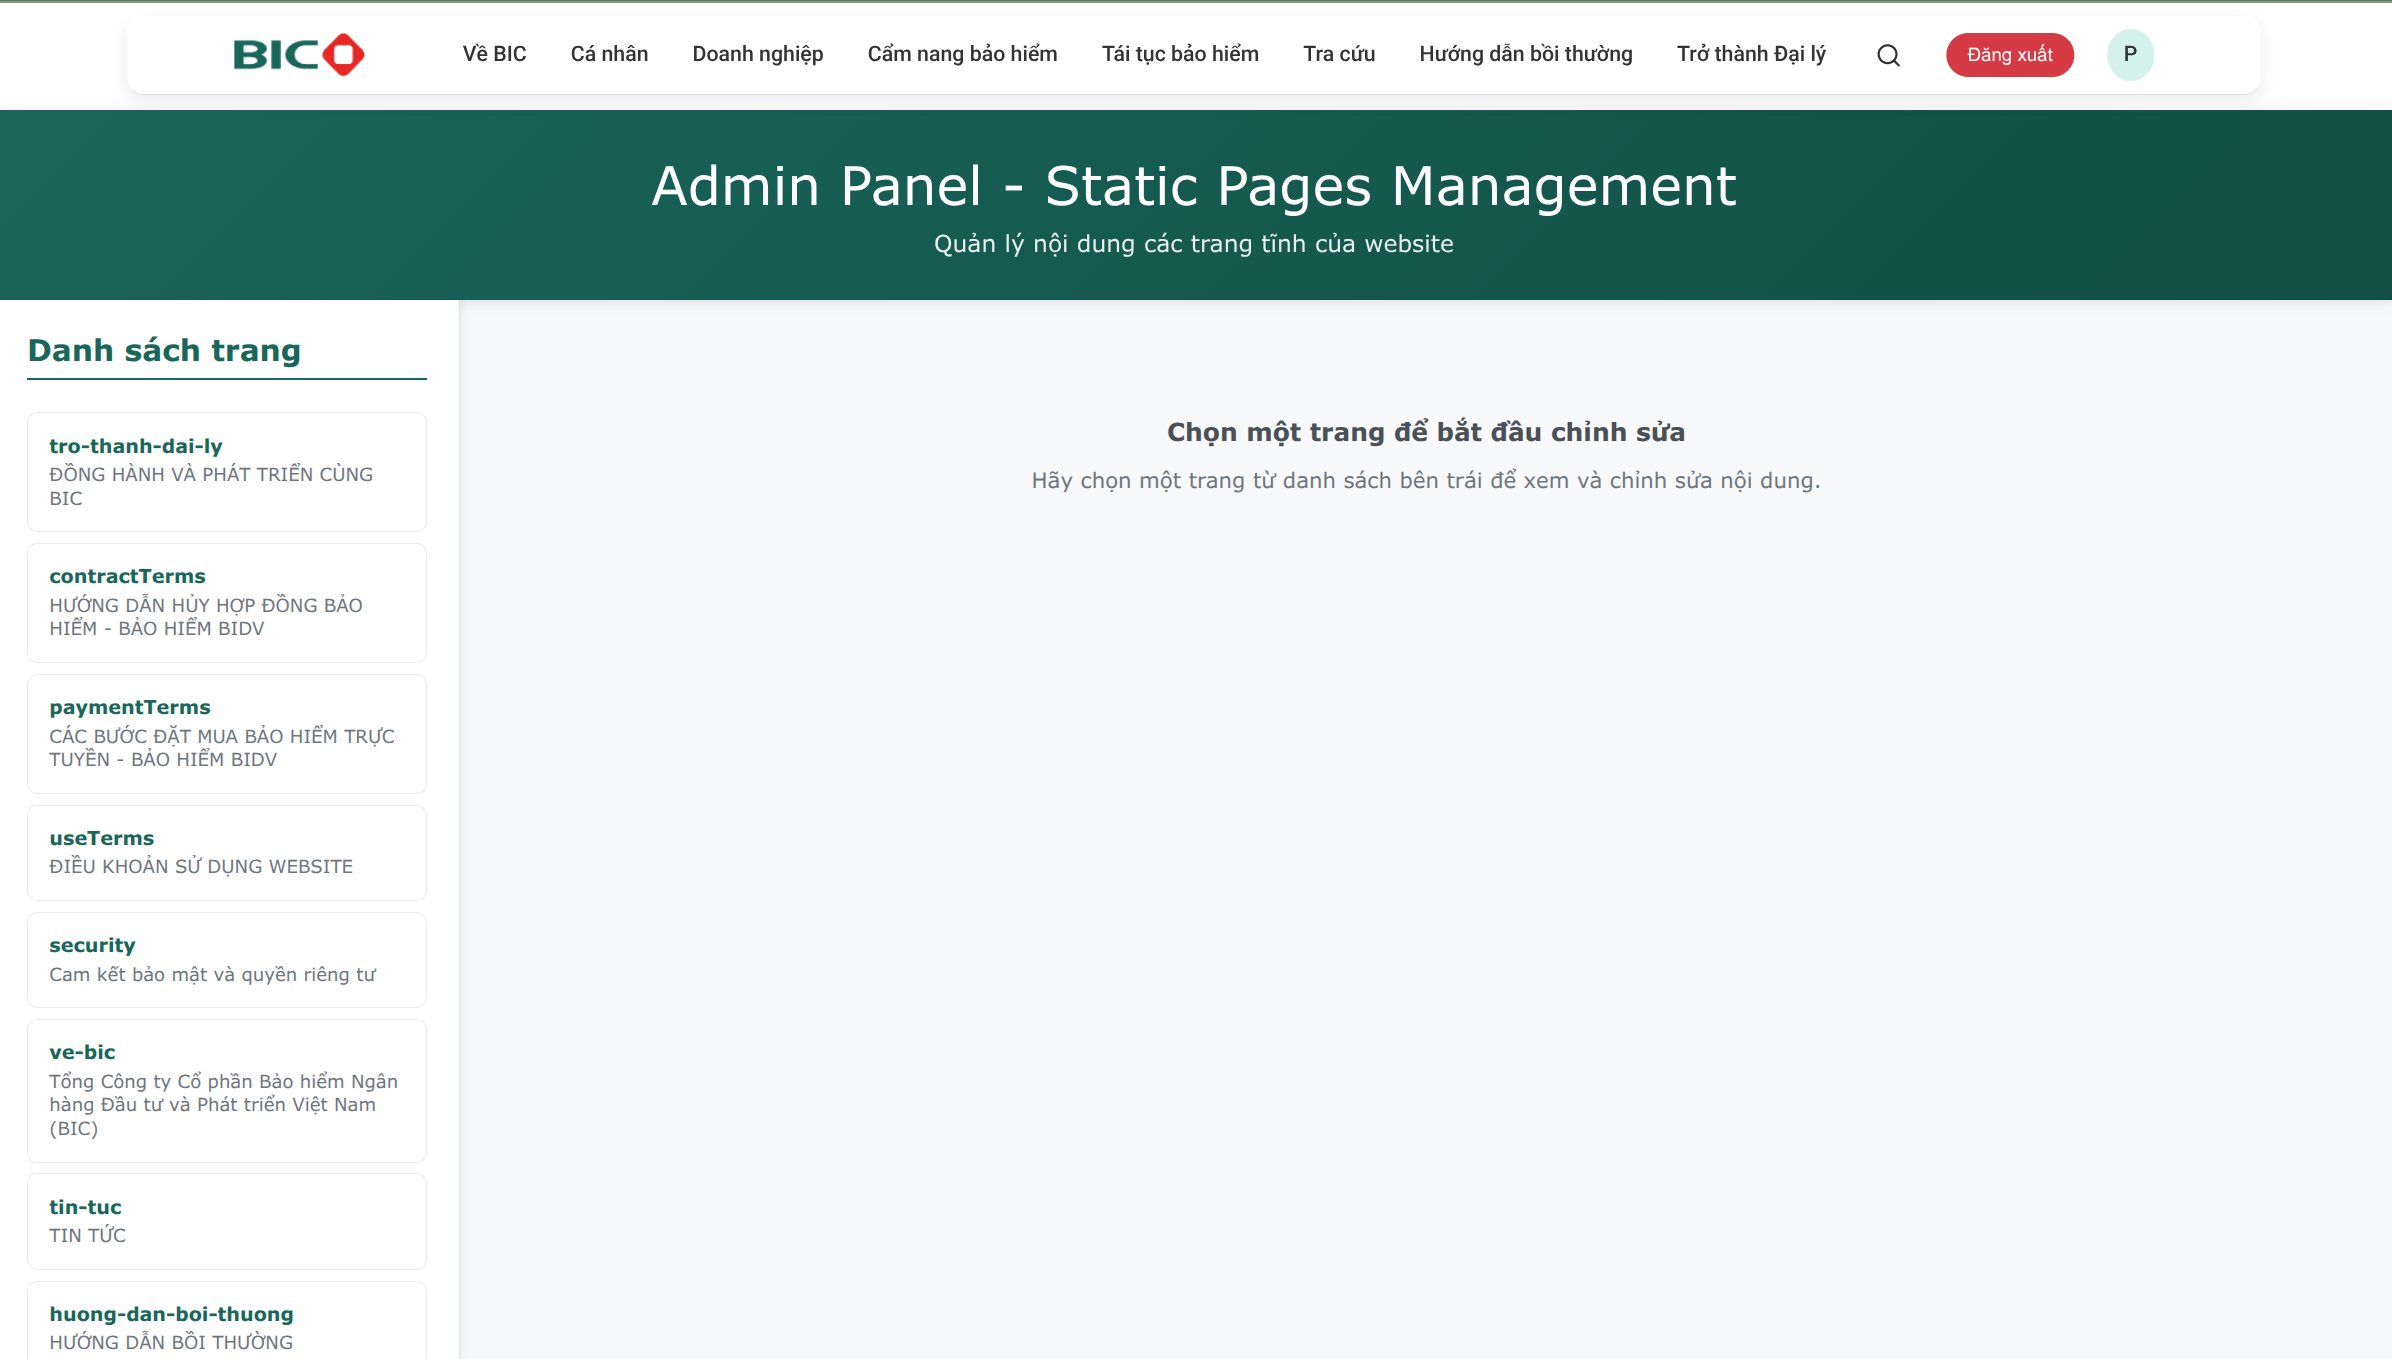 BIC
Về BIC
Cá nhân
Doanh nghiệp
Cẩm nang bảo hiểm
Tái tục bảo hiểm
Tra cứu
Hướng dẫn bồi thường
Trở thành Đại lý
Đăng xuất
P
Admin Panel - Static Pages Management
Quản lý nội dung các trang tĩnh của website
Danh sách trang
tro-thanh-dai-ly
ĐỒNG HÀNH VÀ PHÁT TRIỂN CÙNG
BIC
contractTerms
HƯỚNG DẪN HỦY HỢP ĐỒNG BẢO
HIỂM - BẢO HIỂM BIDV
paymentTerms
CÁC BƯỚC ĐẶT MUA BẢO HIỂM TRỰC
TUYỀN - BẢO HIỂM BIDV
useTerms
ĐIỀU KHOẢN SỬ DỤNG WEBSITE
security
Cam kết bảo mật và quyền riêng tư
ve-bic
Tổng Công ty Cổ phần Bảo hiểm Ngân
hàng Đầu tư và Phát triển Việt Nam
(BIC)
tin-tuc
TIN TỨC
huong-dan-boi-thuong
HƯỚNG DẪN BỒI THƯỜNG
Chọn một trang để bắt đầu chỉnh sửa
Hãy chọn một trang từ danh sách bên trái để xem và chỉnh sửa nội dung.